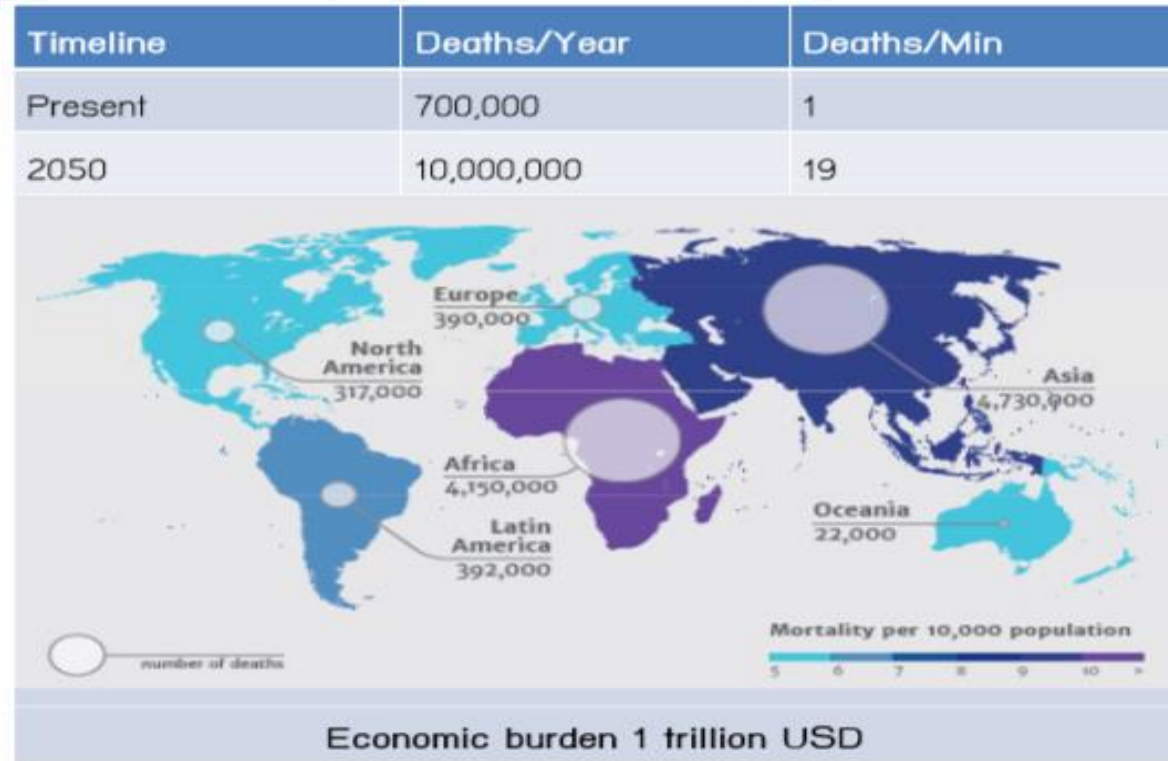 Timeline Deaths/Year Deaths/Min
Present 700,000 1
2050 10,000,000 19
Europe
390,000
North
America
317,000
Asia
4,730,000
Africa
4,150,000
Oceania
22,000
Latin
America
392,000
Mortality per 10,000 population
5 6 7 8 9 10 >
number of deaths
Economic burden 1 trillion USD